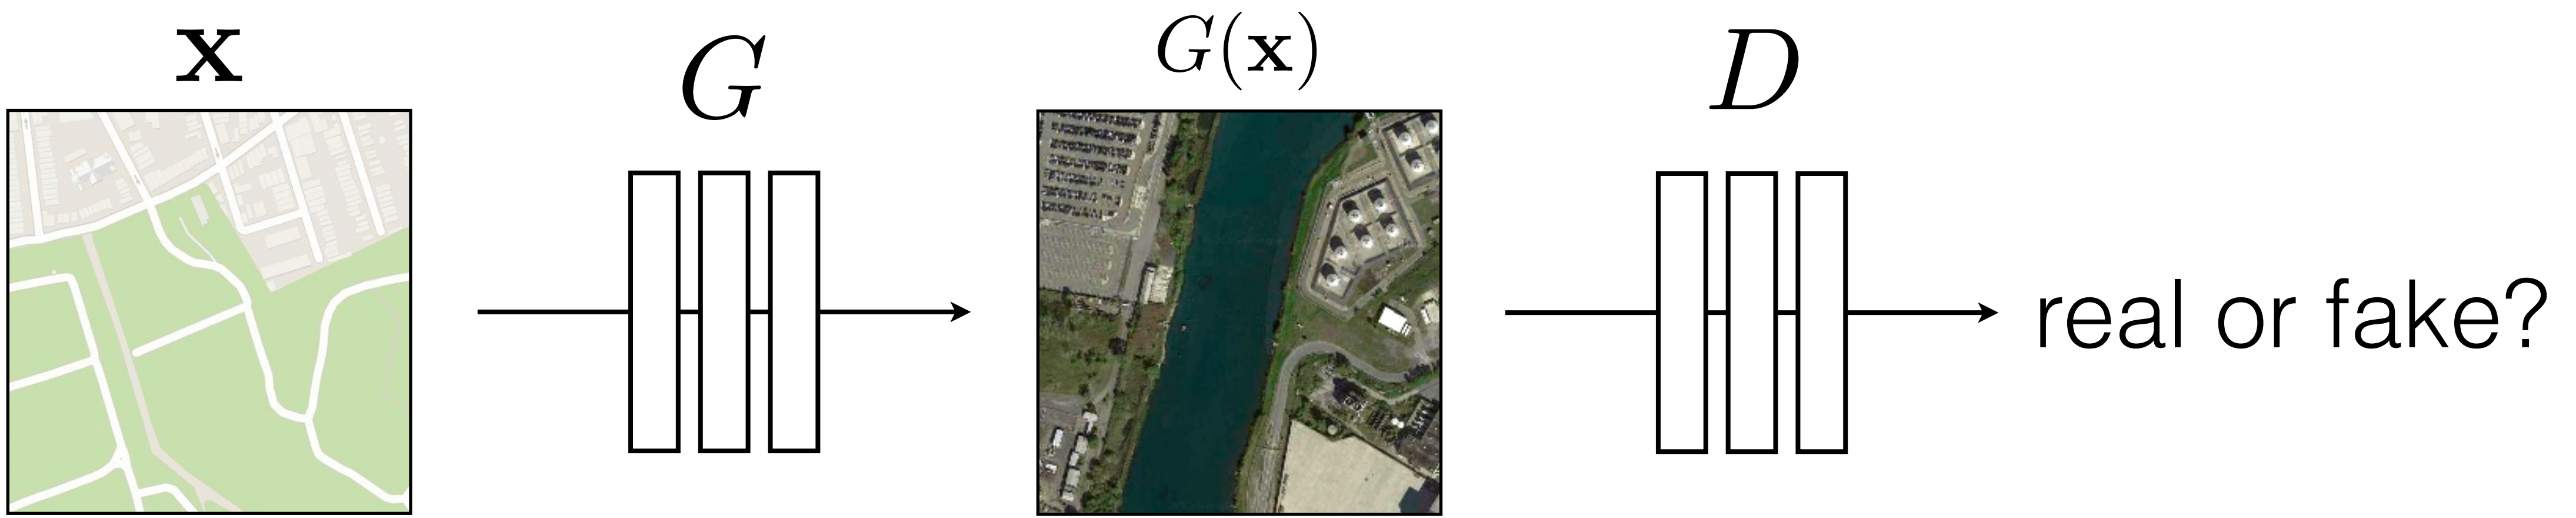 x
G
G(x)
D
real or fake?